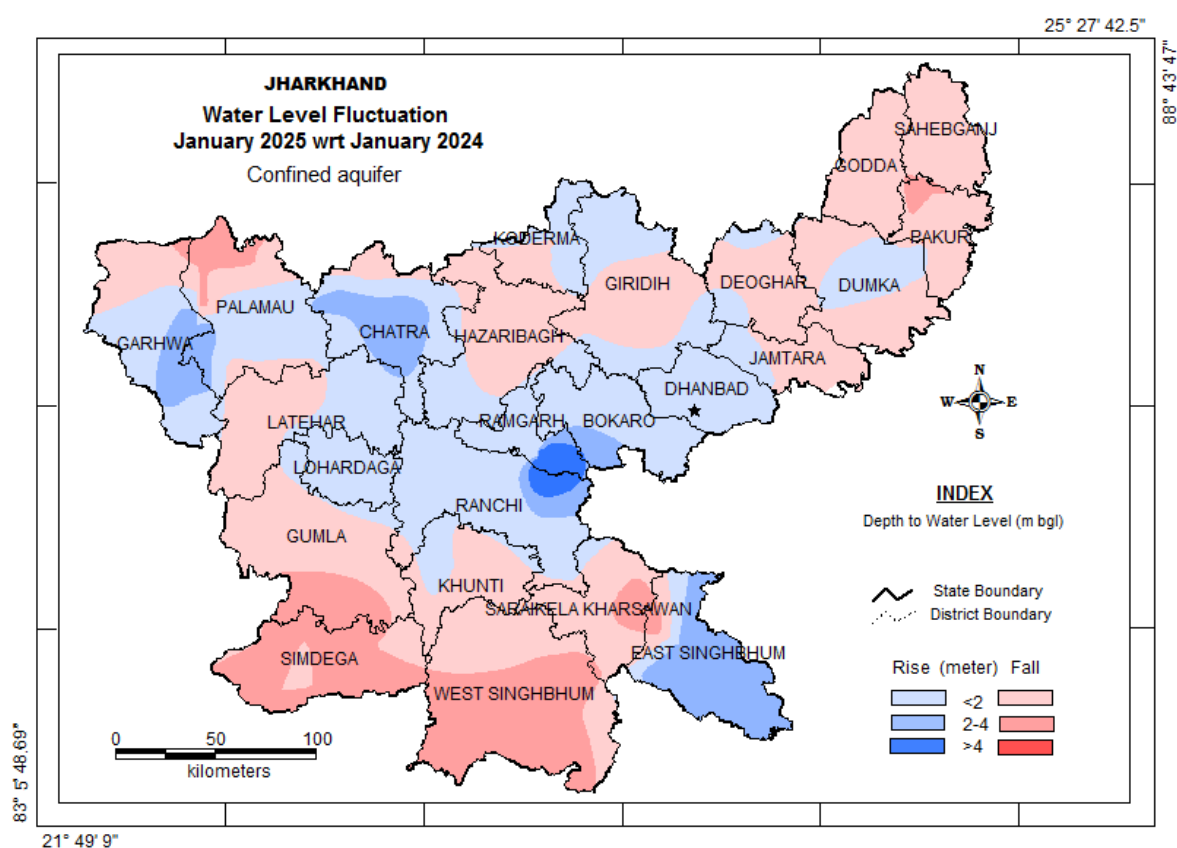 25° 27' 42.5"
88° 43' 47"
JHARKHAND
Water Level Fluctuation
January 2025 wrt January 2024
Confined aquifer
SAHEBGANJ
GODDA
PAKUR
KODERMA
GIRIDIH
DEOGHAR
DUMKA
PALAMAU
GARHWA
CHATRA
HAZARIBAGH
JAMTARA
DHANBAD
LATEHAR
RAMGARH
BOKARO
LOHARDAGA
RANCHI
GUMLA
KHUNTI
SARAIKELA KHARSAWAN
SIMDEGA
EAST SINGHBHUM
WEST SINGHBHUM
N
W E
S
INDEX
Depth to Water Level (m bgl)
State Boundary
District Boundary
Rise (meter) Fall
<2
2-4
>4
0 50 100
kilometers
83° 5' 48.69"
21° 49' 9"